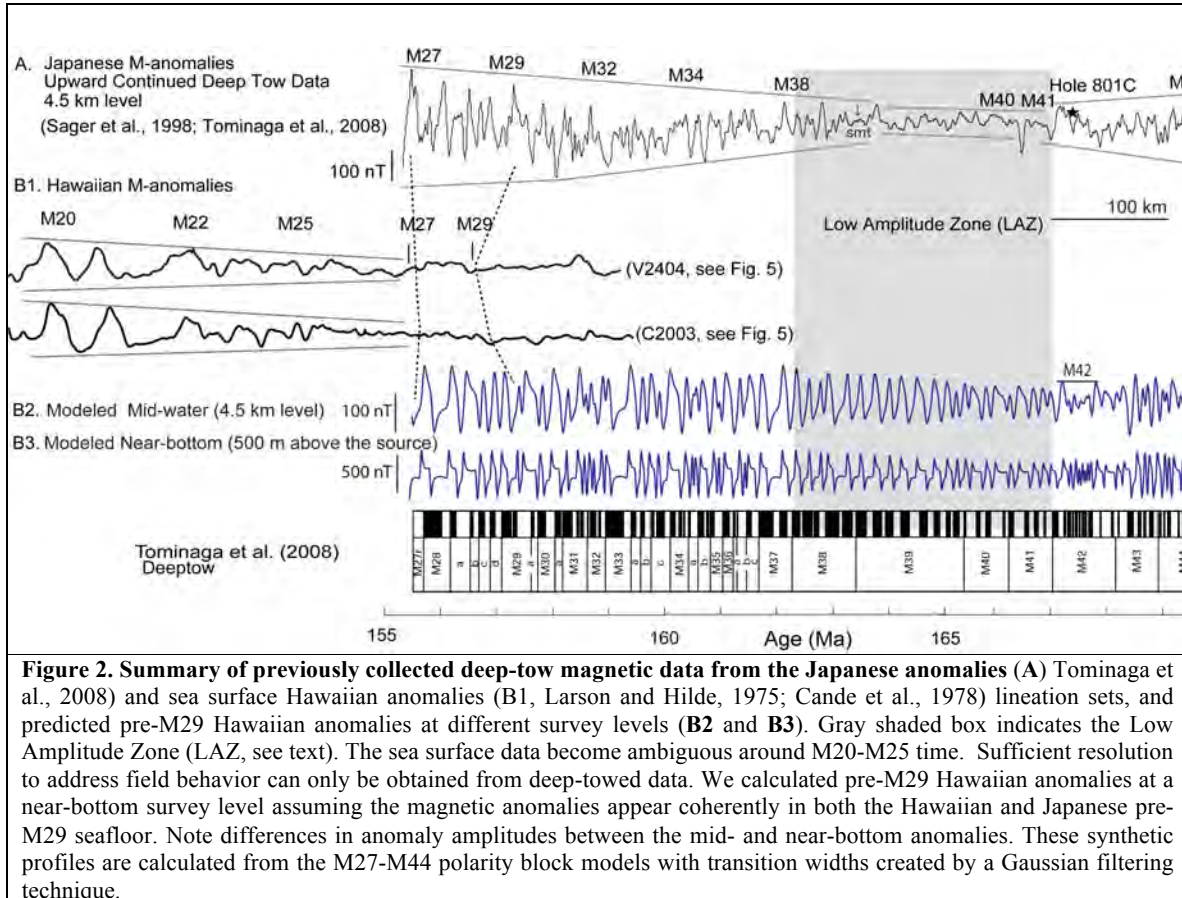 A. Japanese M-anomalies
Upward Continued Deep Tow Data
4.5 km level
(Sager et al., 1998; Tominaga et al., 2008)
M27
M29
M32
M34
M38
M40 M41
Hole 801C
M
smt
100 nT
100 km
Low Amplitude Zone (LAZ)
B1. Hawaiian M-anomalies
M20
M22
M25
M27
M29
(V2404, see Fig. 5)
(C2003, see Fig. 5)
M42
B2. Modeled Mid-water (4.5 km level) 100 nT
B3. Modeled Near-bottom (500 m above the source)
500 nT
Tominaga et al. (2008)
Deeptow
M27r M28 a b c d M29 a M30 a M31 M32 M33 a b c M34 a b M35 M36 a b c M37 M38 M39 M40 M41 M42 M43
155 160 Age (Ma) 165
Figure 2. Summary of previously collected deep-tow magnetic data from the Japanese anomalies (A) Tominaga et
al., 2008) and sea surface Hawaiian anomalies (B1, Larson and Hilde, 1975; Cande et al., 1978) lineation sets, and
predicted pre-M29 Hawaiian anomalies at different survey levels (B2 and B3). Gray shaded box indicates the Low
Amplitude Zone (LAZ, see text). The sea surface data become ambiguous around M20-M25 time. Sufficient resolution
to address field behavior can only be obtained from deep-towed data. We calculated pre-M29 Hawaiian anomalies at a
near-bottom survey level assuming the magnetic anomalies appear coherently in both the Hawaiian and Japanese pre-
M29 seafloor. Note differences in anomaly amplitudes between the mid- and near-bottom anomalies. These synthetic
profiles are calculated from the M27-M44 polarity block models with transition widths created by a Gaussian filtering
technique.